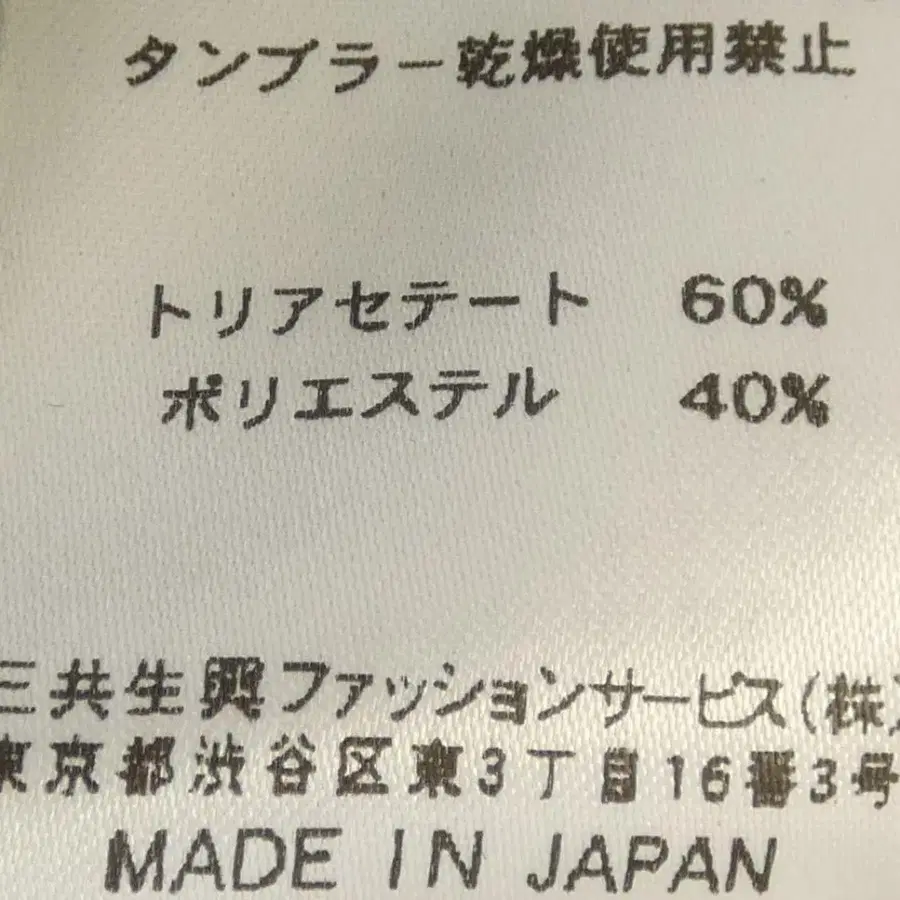 タンブラー乾燥使用禁止
トリアセテート 60%
ポリエステル 40%
三共生興ファッションサービス(株)
東京都渋谷区東3丁目16番3号
MADE IN JAPAN